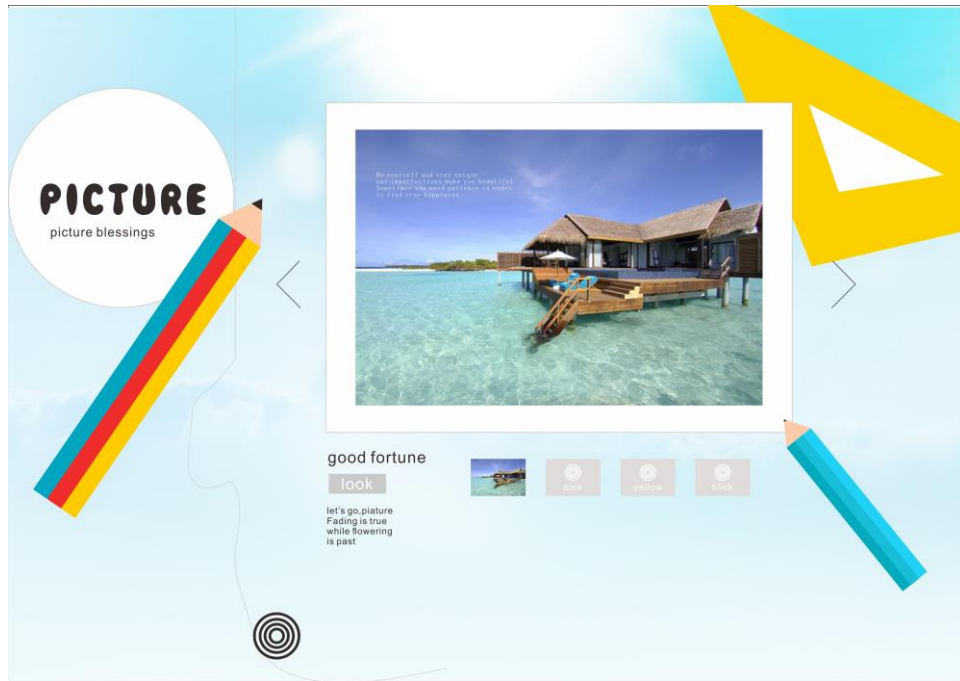 PICTURE
picture blessings
Be yourself and stay unique
our imperfections make you beautiful
Sometimes you need patience in order
to find true happiness
good fortune
look
let's go,piature
Fading is true
while flowering
is past
pink
yellow